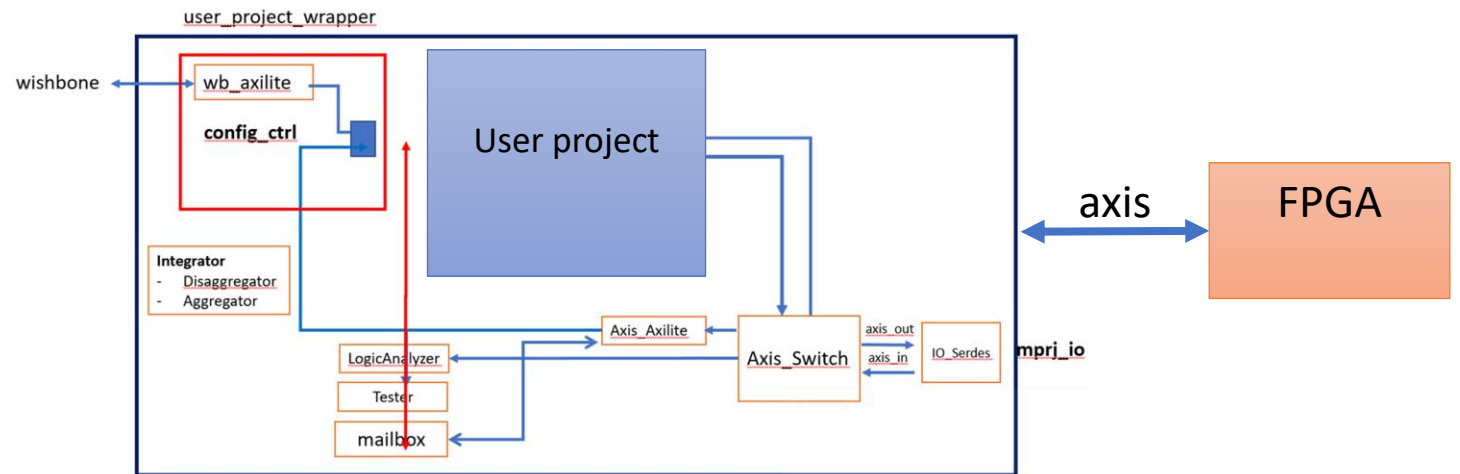 user_project_wrapper
wishbone
wb_axilite
config_ctrl
User project
axis
FPGA
Integrator
- Disaggregator
- Aggregator
Axis_Axilite
LogicAnalyzer
Tester
mailbox
Axis_Switch
axis_out
axis_in
IO_Serdes
mprj_io